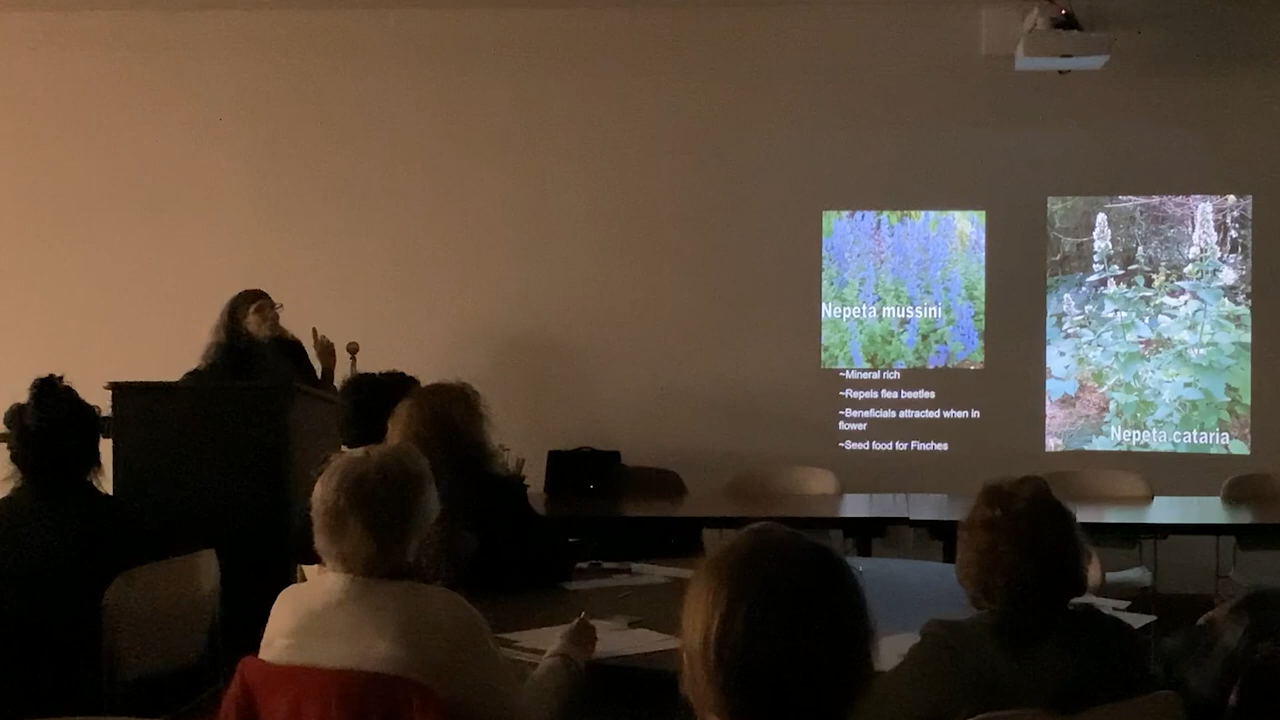 Nepeta mussini
~Mineral rich
~Repels flea beetles
~Beneficials attracted when in
flower
~Seed food for Finches
Nepeta cataria